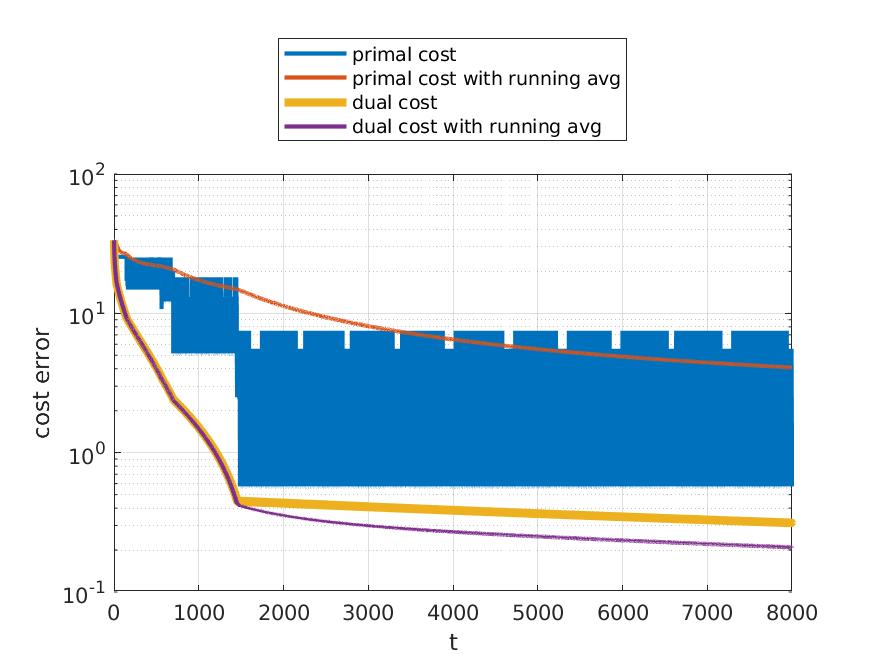 primal cost
primal cost with running avg
dual cost
dual cost with running avg
10^2
10^1
10^0
10^-1
cost error
0 1000 2000 3000 4000 5000 6000 7000 8000
t